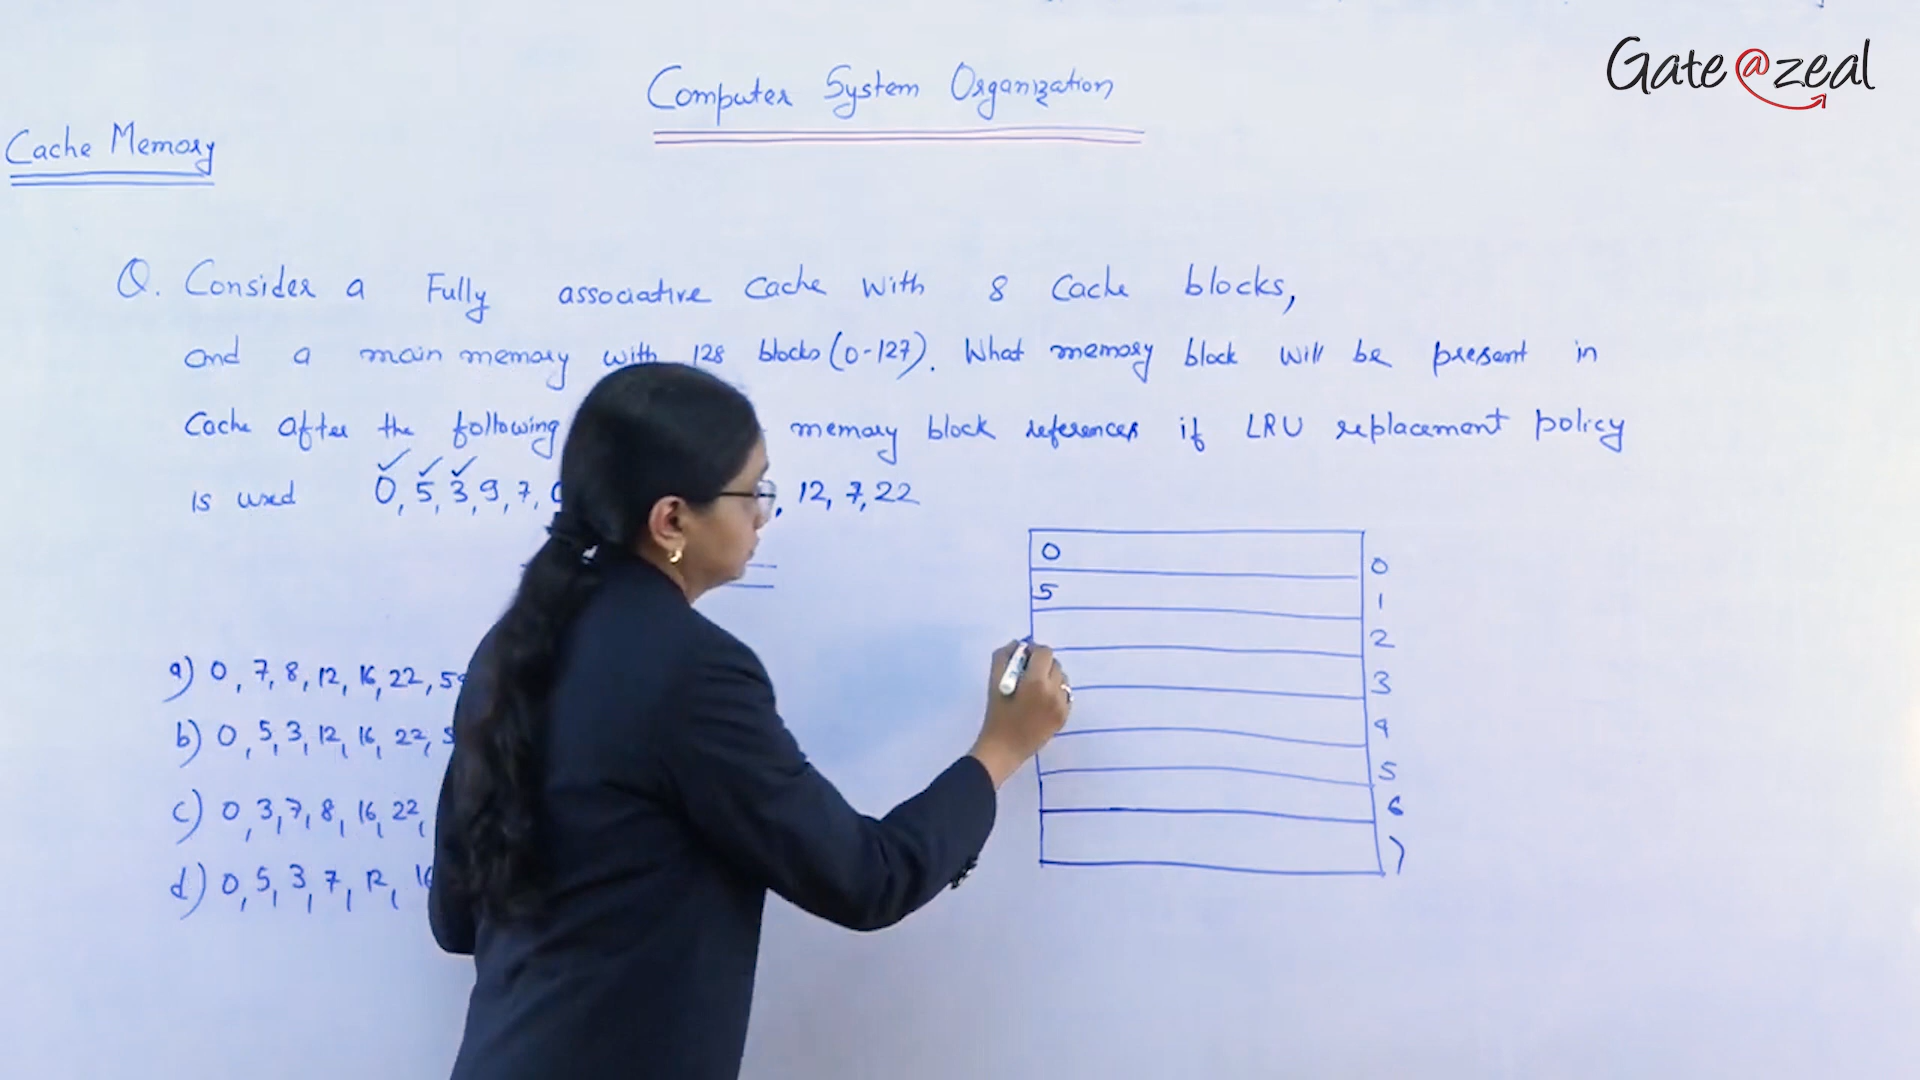 Gate@zeal
Computer System Organization
Cache Memory
Q. Consider a Fully associative Cache With 8 Cache blocks,
and a main memory with 128 blocks (0-127). What memory block will be present in
Cache after the following memory block references if LRU replacement policy
is used 0, 5, 3, 9, 7, 12, 7, 22
a) 0, 7, 8, 12, 16, 22,
b) 0, 5, 3, 12, 16, 22,
c) 0, 3, 7, 8, 16, 22,
d) 0, 5, 3, 7, 12, 16
0 0
5 1
2
3
4
5
6
7